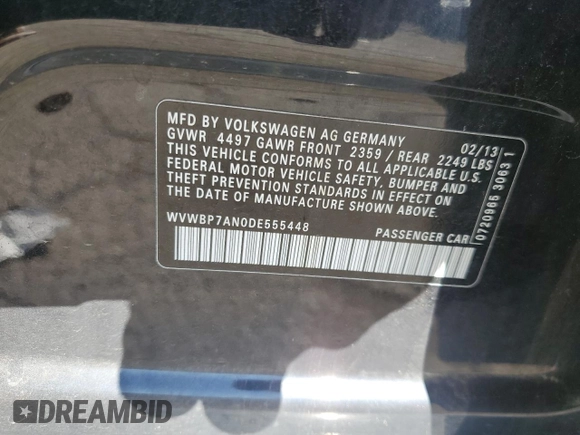 MFD BY VOLKSWAGEN AG GERMANY 02/13
GVWR 4497 GAWR FRONT 2359 / REAR 2249 LBS
THIS VEHICLE CONFORMS TO ALL APPLICABLE U.S.
FEDERAL MOTOR VEHICLE SAFETY, BUMPER AND
THEFT PREVENTION STANDARDS IN EFFECT ON
THE DATE OF MANUFACTURE SHOWN ABOVE.
WVWBP7AN0DE555448 PASSENGER CAR
0720965 3063 1
DREAMBID